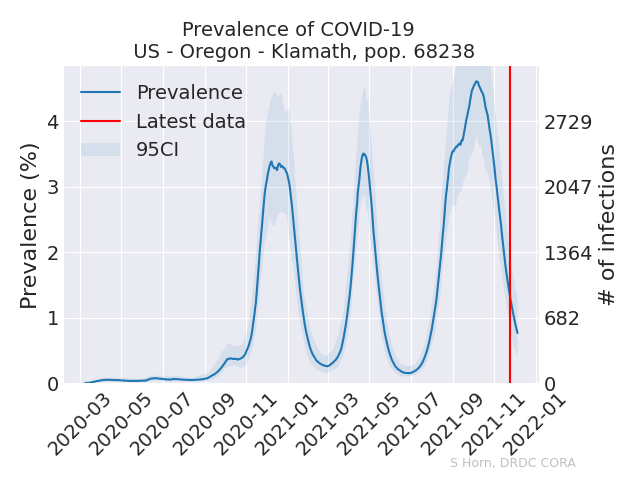 Prevalence of COVID-19
US - Oregon - Klamath, pop. 68238
Prevalence
Latest data
95CI
Prevalence (%)
4
3
2
1
0
2729
2047
1364
682
0
# of infections
2020-03
2020-05
2020-07
2020-09
2020-11
2021-01
2021-03
2021-05
2021-07
2021-09
2021-11
2022-01
S Horn, DRDC CORA